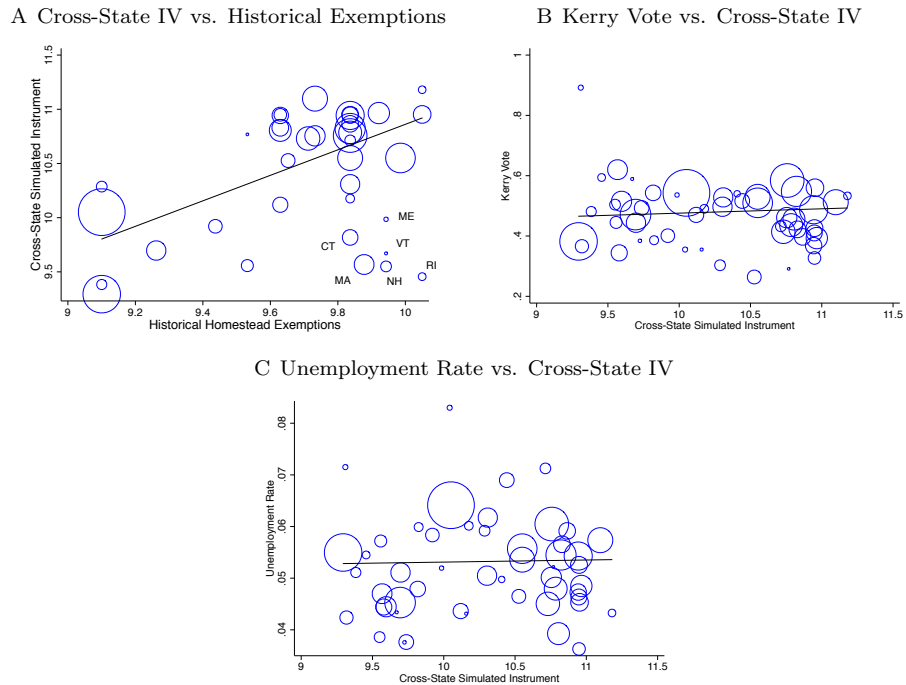 A Cross-State IV vs. Historical Exemptions
Cross-State Simulated Instrument
11.5
11
10.5
10
9.5
ME
CT
VT
MA
NH
RI
9
9.2
9.4
9.6
9.8
10
Historical Homestead Exemptions
B Kerry Vote vs. Cross-State IV
Kerry Vote
1
.8
.6
.4
.2
9
9.5
10
10.5
11
11.5
Cross-State Simulated Instrument
C Unemployment Rate vs. Cross-State IV
Unemployment Rate
.08
.07
.06
.05
.04
9
9.5
10
10.5
11
11.5
Cross-State Simulated Instrument